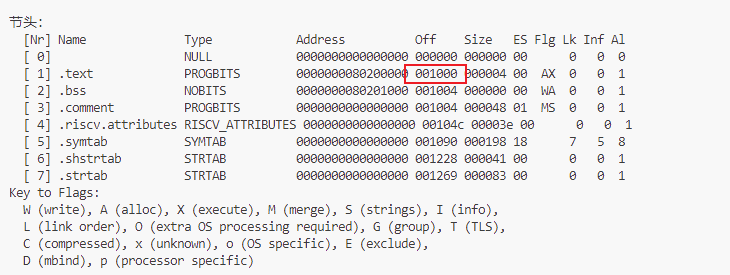 节头:
  [Nr] Name              Type            Address          Off    Size   ES Flg Lk Inf Al
  [ 0]                   NULL            0000000000000000 000000 000000 00      0   0  0
  [ 1] .text             PROGBITS        0000000080200000 001000 000004 00  AX  0   0  1
  [ 2] .bss              NOBITS          0000000080201000 001004 000000 00  WA  0   0  1
  [ 3] .comment          PROGBITS        0000000000000000 001004 000048 01  MS  0   0  1
  [ 4] .riscv.attributes RISCV_ATTRIBUTES 0000000000000000 00104c 00003e 00      0   0  1
  [ 5] .symtab           SYMTAB          0000000000000000 001090 000198 18      7   5  8
  [ 6] .shstrtab         STRTAB          0000000000000000 001228 000041 00      0   0  1
  [ 7] .strtab           STRTAB          0000000000000000 001269 000083 00      0   0  1
Key to Flags:
  W (write), A (alloc), X (execute), M (merge), S (strings), I (info),
  L (link order), O (extra OS processing required), G (group), T (TLS),
  C (compressed), x (unknown), o (OS specific), E (exclude),
  D (mbind), p (processor specific)